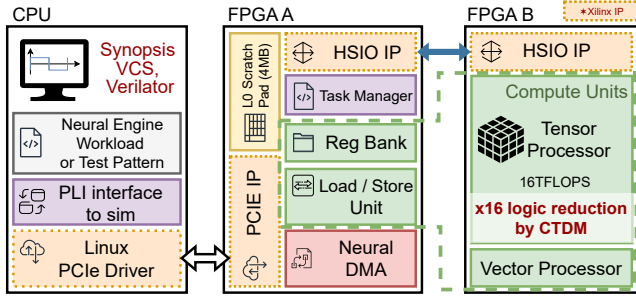 CPU
Synopsis
VCS,
Verilator
</>
Neural Engine
Workload
or Test Pattern
PLI interface
to sim
Linux
PCIe Driver
FPGA A
L0 Scratch
Pad (4MB)
PCIE IP
HSIO IP
</>
Task Manager
Reg Bank
Load / Store
Unit
Neural
DMA
FPGA B
✶Xilinx IP
HSIO IP
Compute Units
Tensor
Processor
16TFLOPS
x16 logic reduction
by CTDM
Vector Processor